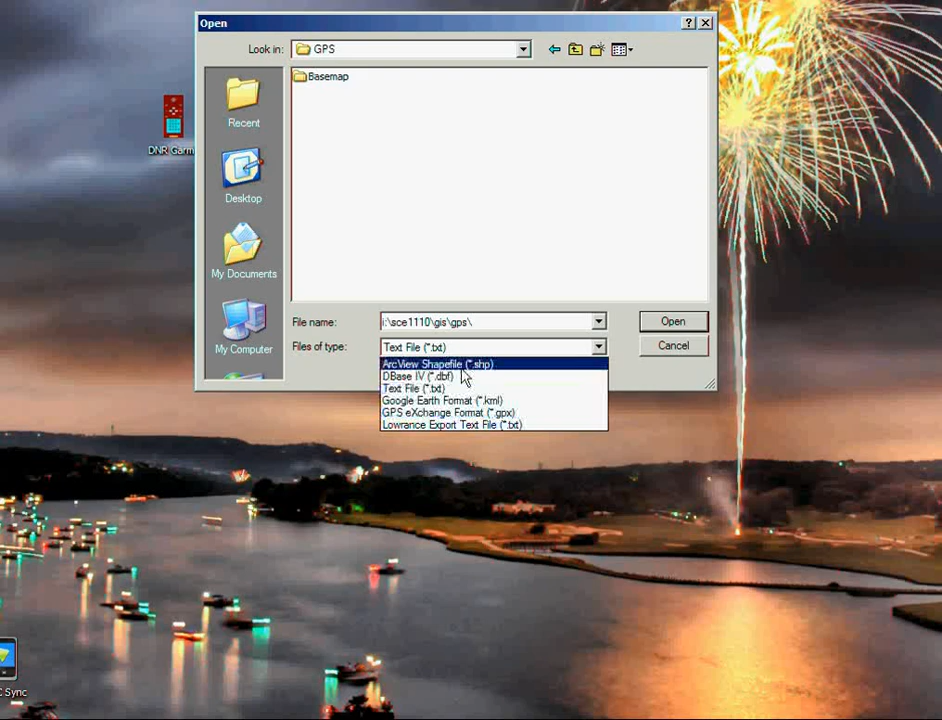 Open
Look in:
GPS
Basemap
Recent
DNR Garm
Desktop
My Documents
My Computer
File name:
i:\sce1110\gis\gps\
Open
Files of type:
Text File (*.txt)
Cancel
ArcView Shapefile (*.shp)
DBase IV (*.dbf)
Text File (*.txt)
Google Earth Format (*.kml)
GPS eXchange Format (*.gpx)
Lowrance Export Text File (*.txt)
C Sync